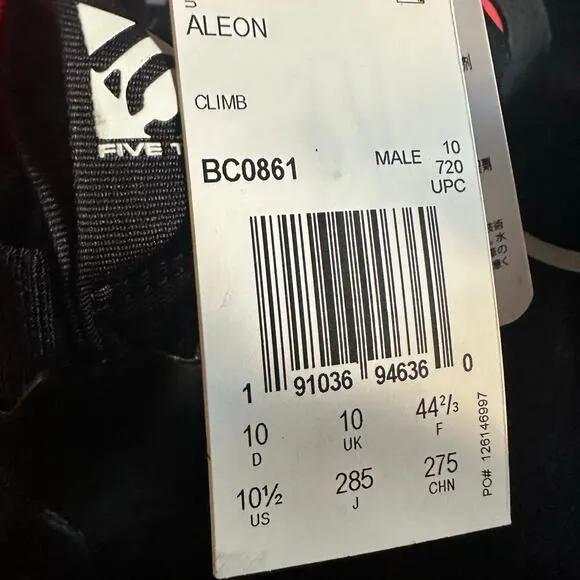 ALEON
CLIMB
FIVE T
BC0861
MALE
10
720
UPC
1 91036 94636 0
10
D
10
UK
44²/3
F
10½
US
285
J
275
CHN
PO# 126146997